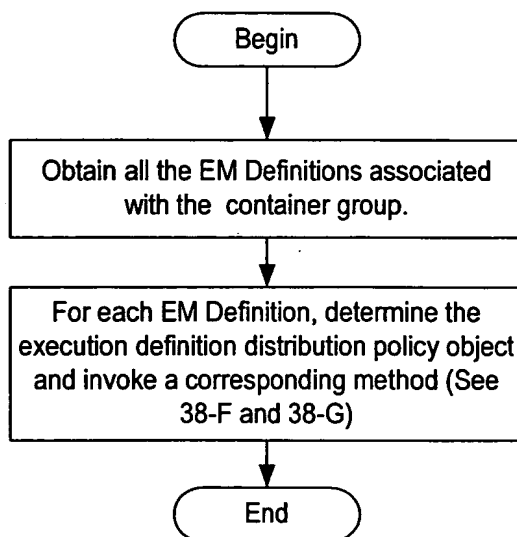 Begin
Obtain all the EM Definitions associated
with the container group.
For each EM Definition, determine the
execution definition distribution policy object
and invoke a corresponding method (See
38-F and 38-G)
End